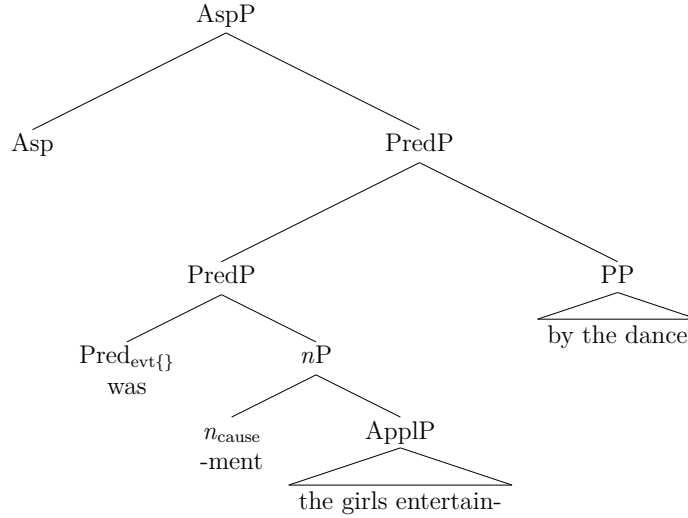 AspP
Asp PredP
PredP PP
by the dance
Pred_evt{} nP
was
n_cause ApplP
-ment
the girls entertain-